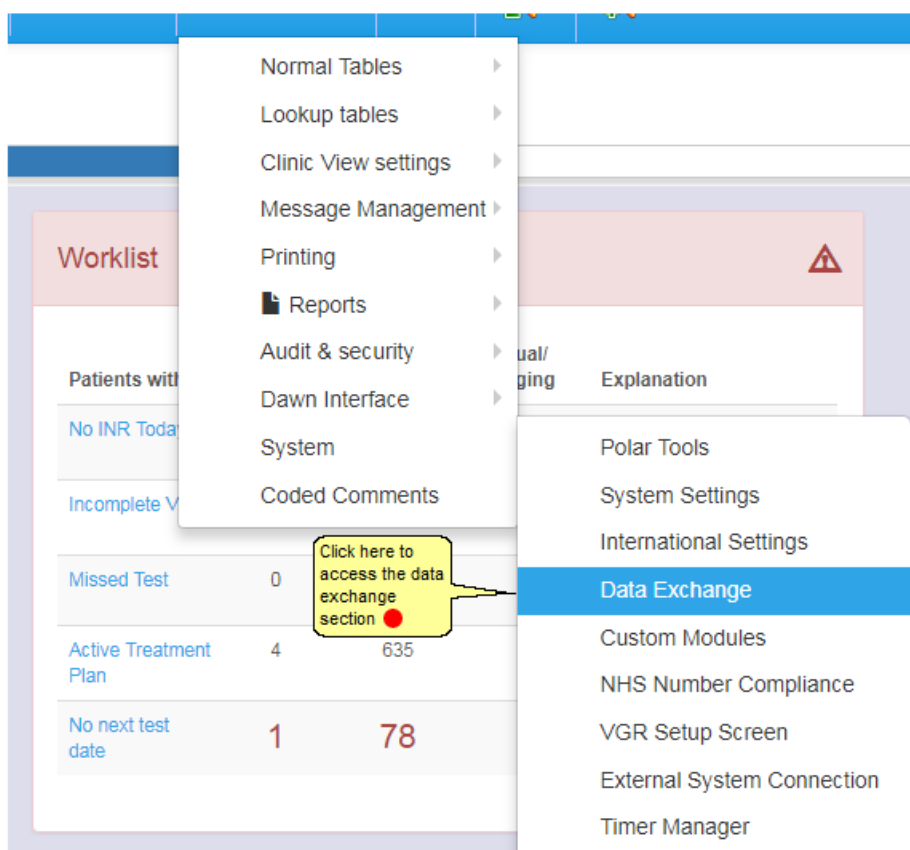 Normal Tables
Lookup tables
Clinic View settings
Message Management
Printing
Reports
Audit & security
Dawn Interface
System
Coded Comments
Worklist
Patients with
ual/
ging
Explanation
No INR Today
Incomplete V
Missed Test 0
Active Treatment 4 635
Plan
No next test 1 78
date
Click here to
access the data
exchange
section
Polar Tools
System Settings
International Settings
Data Exchange
Custom Modules
NHS Number Compliance
VGR Setup Screen
External System Connection
Timer Manager